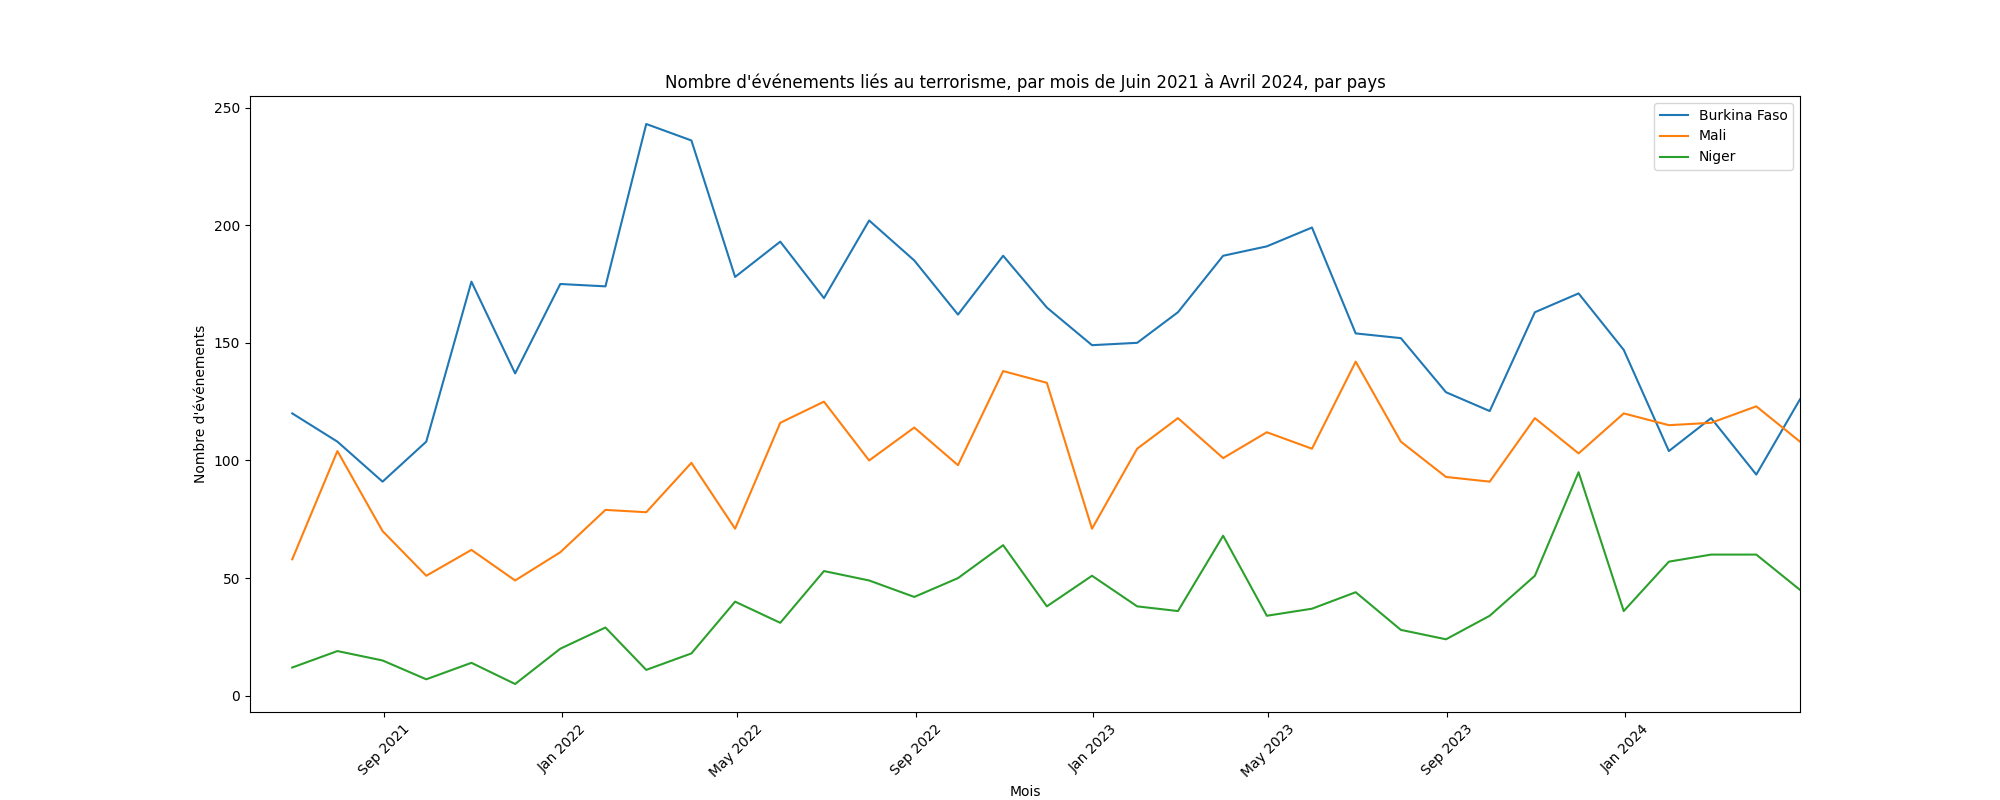 Nombre d'événements liés au terrorisme, par mois de Juin 2021 à Avril 2024, par pays
Burkina Faso
Mali
Niger
Nombre d'événements
250
200
150
100
50
0
Sep 2021
Jan 2022
May 2022
Sep 2022
Jan 2023
May 2023
Sep 2023
Jan 2024
Mois